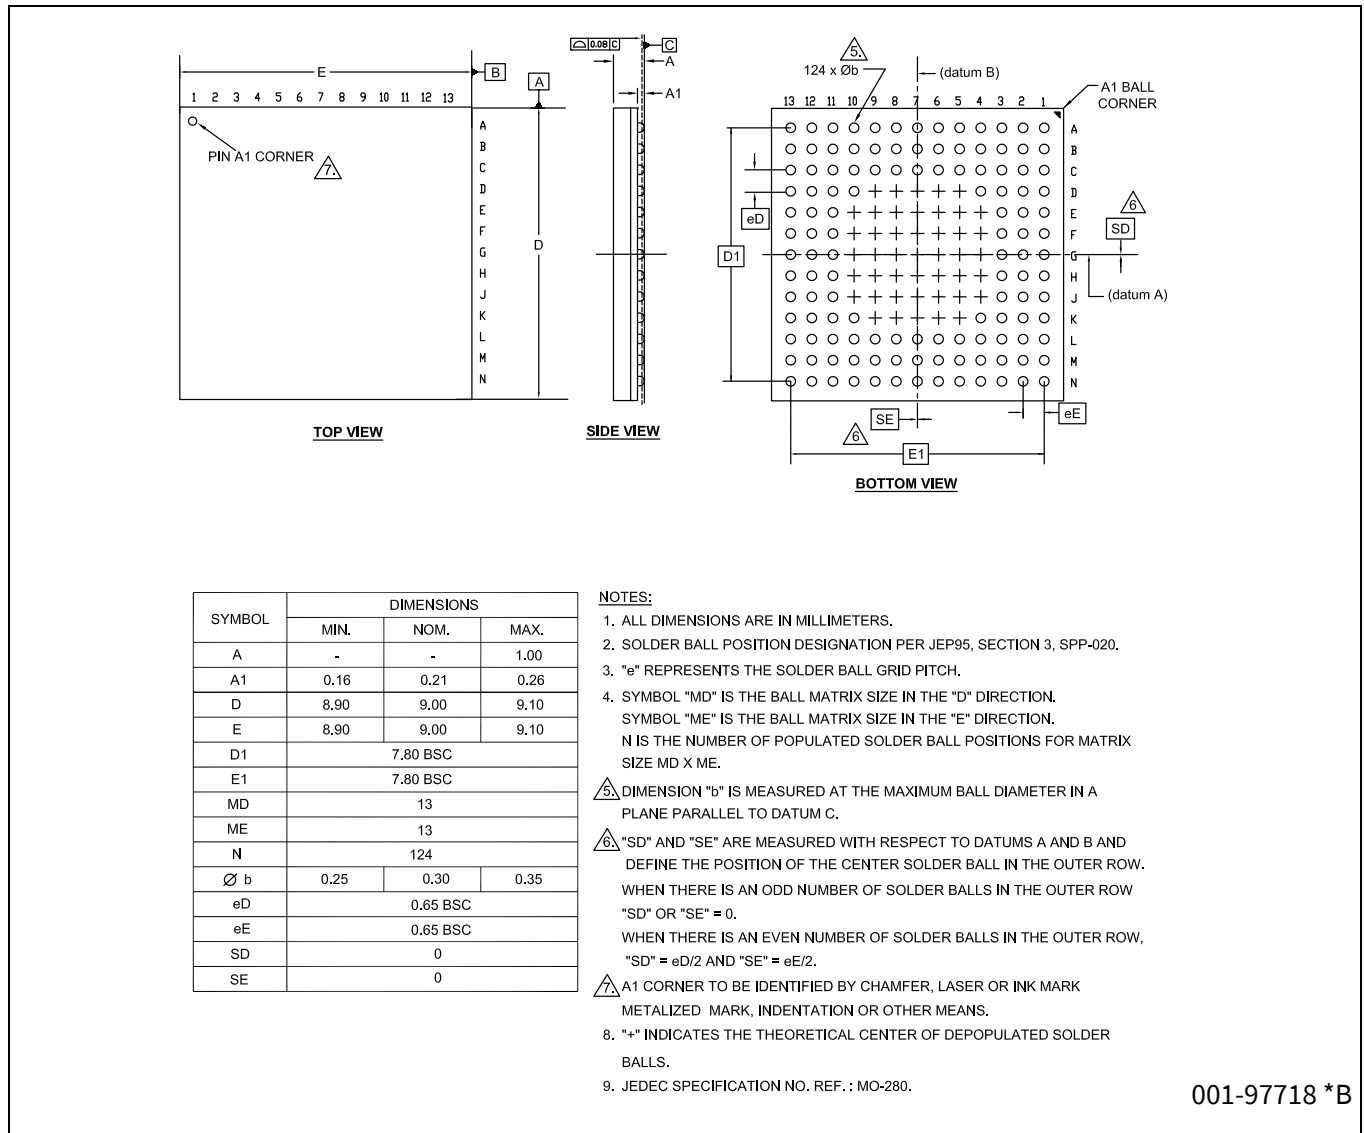 ⌓ 0.08 C
C
A
A1
E
B
A
1 2 3 4 5 6 7 8 9 10 11 12 13
PIN A1 CORNER
7.
A
B
C
D
E
F
G
H
J
K
L
M
N
D
TOP VIEW
SIDE VIEW
5.
124 x Øb
(datum B)
A1 BALL
CORNER
13 12 11 10 9 8 7 6 5 4 3 2 1
A
B
C
D
E
F
G
H
J
K
L
M
N
eD
D1
6
SD
(datum A)
SE
eE
6
E1
BOTTOM VIEW
SYMBOL DIMENSIONS
MIN. NOM. MAX.
A - - 1.00
A1 0.16 0.21 0.26
D 8.90 9.00 9.10
E 8.90 9.00 9.10
D1 7.80 BSC
E1 7.80 BSC
MD 13
ME 13
N 124
Ø b 0.25 0.30 0.35
eD 0.65 BSC
eE 0.65 BSC
SD 0
SE 0
NOTES:
1. ALL DIMENSIONS ARE IN MILLIMETERS.
2. SOLDER BALL POSITION DESIGNATION PER JEP95, SECTION 3, SPP-020.
3. "e" REPRESENTS THE SOLDER BALL GRID PITCH.
4. SYMBOL "MD" IS THE BALL MATRIX SIZE IN THE "D" DIRECTION.
SYMBOL "ME" IS THE BALL MATRIX SIZE IN THE "E" DIRECTION.
N IS THE NUMBER OF POPULATED SOLDER BALL POSITIONS FOR MATRIX
SIZE MD X ME.
5. DIMENSION "b" IS MEASURED AT THE MAXIMUM BALL DIAMETER IN A
PLANE PARALLEL TO DATUM C.
6. "SD" AND "SE" ARE MEASURED WITH RESPECT TO DATUMS A AND B AND
DEFINE THE POSITION OF THE CENTER SOLDER BALL IN THE OUTER ROW.
WHEN THERE IS AN ODD NUMBER OF SOLDER BALLS IN THE OUTER ROW
"SD" OR "SE" = 0.
WHEN THERE IS AN EVEN NUMBER OF SOLDER BALLS IN THE OUTER ROW,
"SD" = eD/2 AND "SE" = eE/2.
7. A1 CORNER TO BE IDENTIFIED BY CHAMFER, LASER OR INK MARK
METALIZED MARK, INDENTATION OR OTHER MEANS.
8. "+" INDICATES THE THEORETICAL CENTER OF DEPOPULATED SOLDER
BALLS.
9. JEDEC SPECIFICATION NO. REF. : MO-280.
001-97718 *B